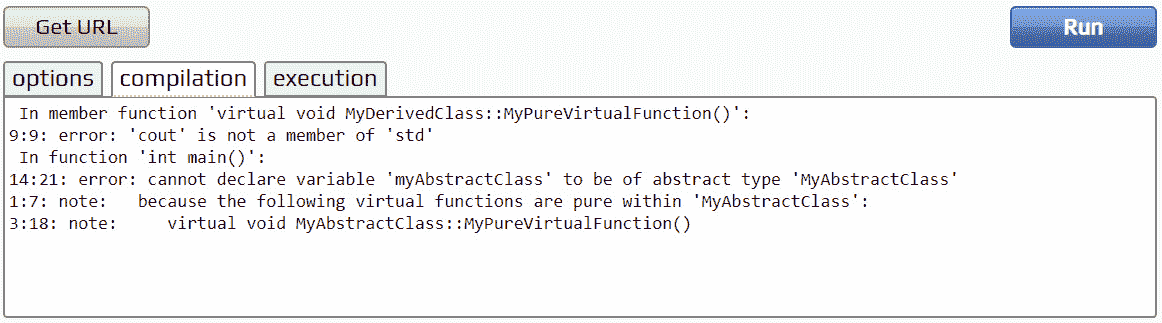 Get URL
Run
options
compilation
execution
In member function 'virtual void MyDerivedClass::MyPureVirtualFunction()':
9:9: error: 'cout' is not a member of 'std'
In function 'int main()':
14:21: error: cannot declare variable 'myAbstractClass' to be of abstract type 'MyAbstractClass'
1:7: note:   because the following virtual functions are pure within 'MyAbstractClass':
3:18: note:     virtual void MyAbstractClass::MyPureVirtualFunction()